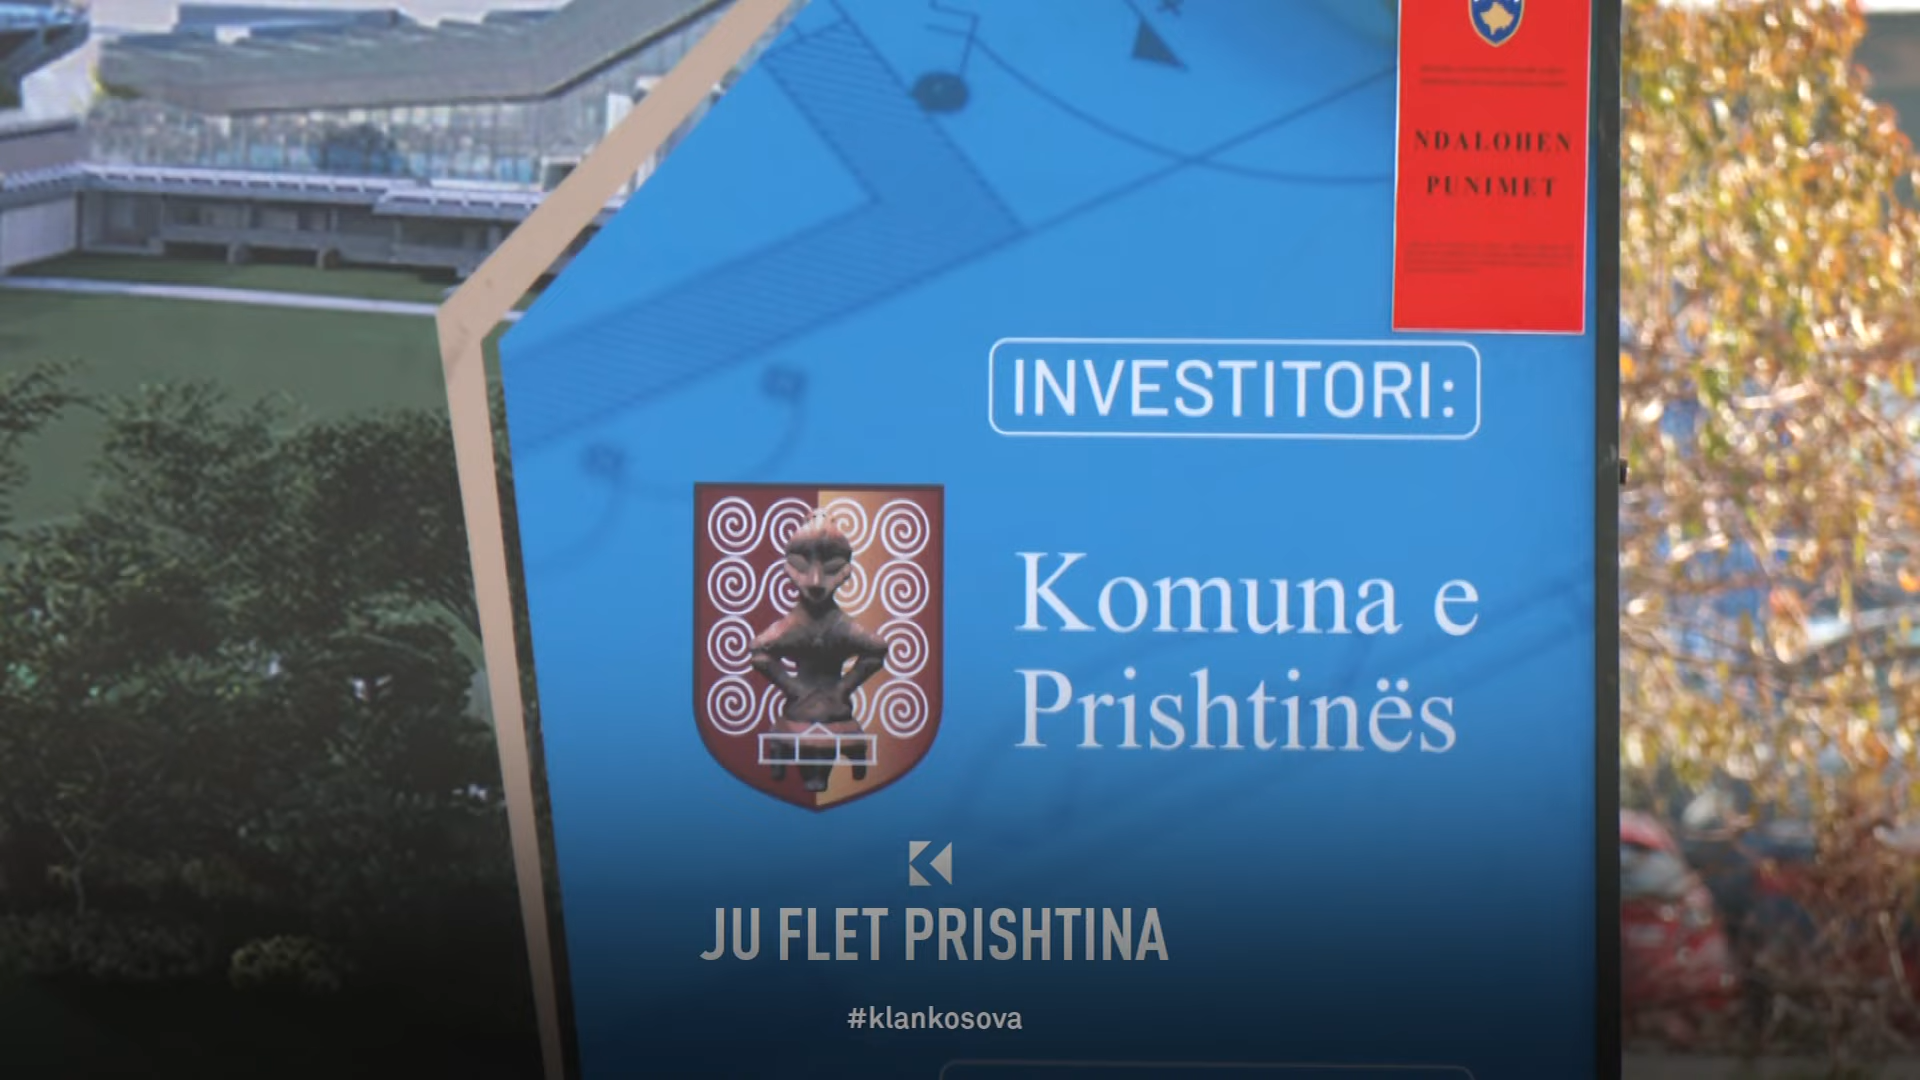 NDALOHEN
PUNIMET
INVESTITORI:
Komuna e
Prishtinës
JU FLET PRISHTINA
#klankosova